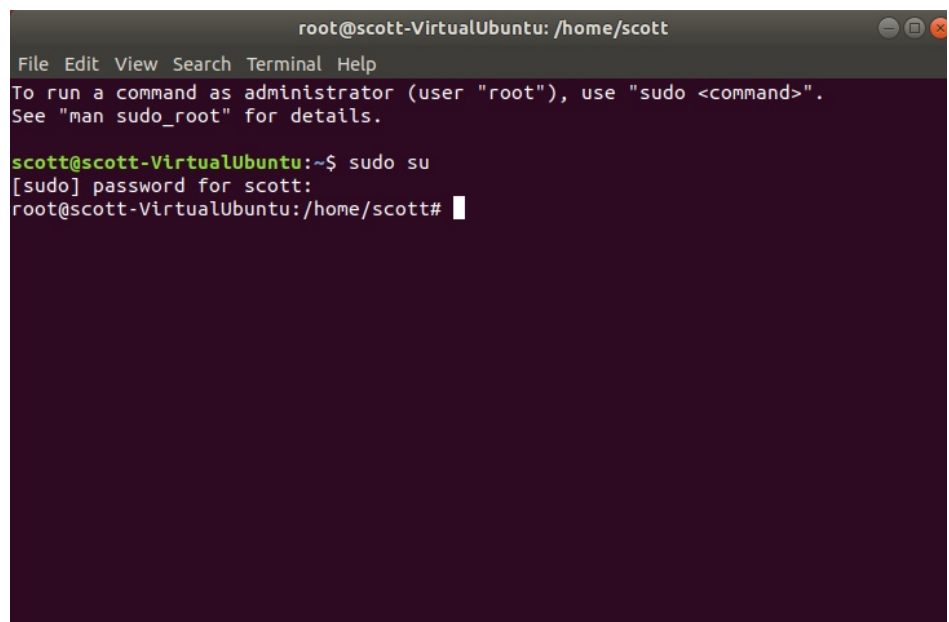 root@scott-VirtualUbuntu: /home/scott
File Edit View Search Terminal Help
To run a command as administrator (user "root"), use "sudo <command>".
See "man sudo_root" for details.
scott@scott-VirtualUbuntu:~$ sudo su
[sudo] password for scott:
root@scott-VirtualUbuntu:/home/scott#